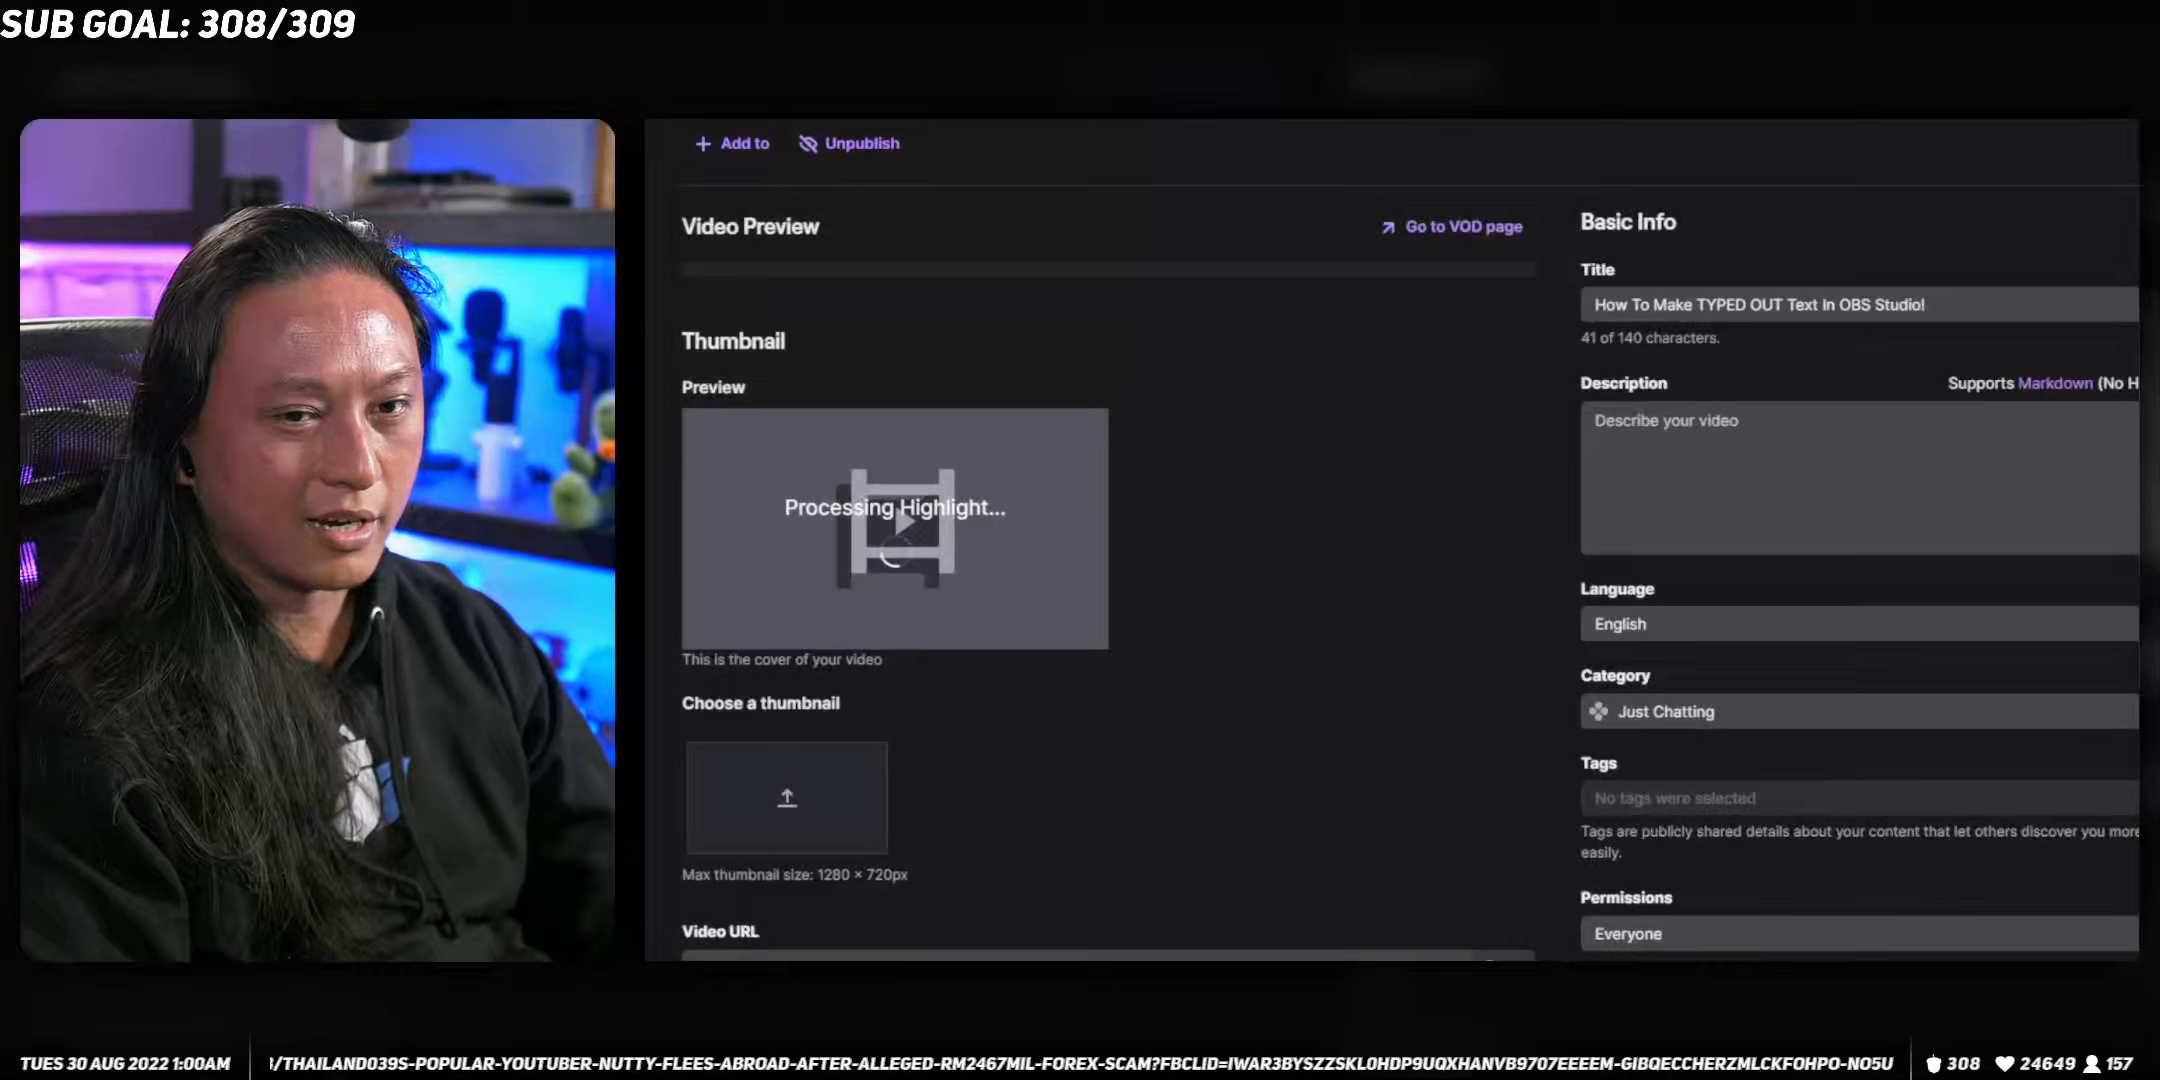 SUB GOAL: 308/309
Add to
Unpublish
Video Preview
Go to VOD page
Thumbnail
Preview
Processing Highlight...
This is the cover of your video
Choose a thumbnail
Max thumbnail size: 1280 × 720px
Video URL
Basic Info
Title
How To Make TYPED OUT Text In OBS Studio!
41 of 140 characters.
Description
Supports Markdown (No H
Describe your video
Language
English
Category
Just Chatting
Tags
No tags were selected
Tags are publicly shared details about your content that let others discover you more
easily.
Permissions
Everyone
TUES 30 AUG 2022 1:00AM
/THAILAND039S-POPULAR-YOUTUBER-NUTTY-FLEES-ABROAD-AFTER-ALLEGED-RM2467MIL-FOREX-SCAM?FBCLID=IWAR3BYSZZSKL0HDP9UQXHANVB9707EEEEM-GIBQECCHERZMLCKFOHPO-NO5U
308
24649
157